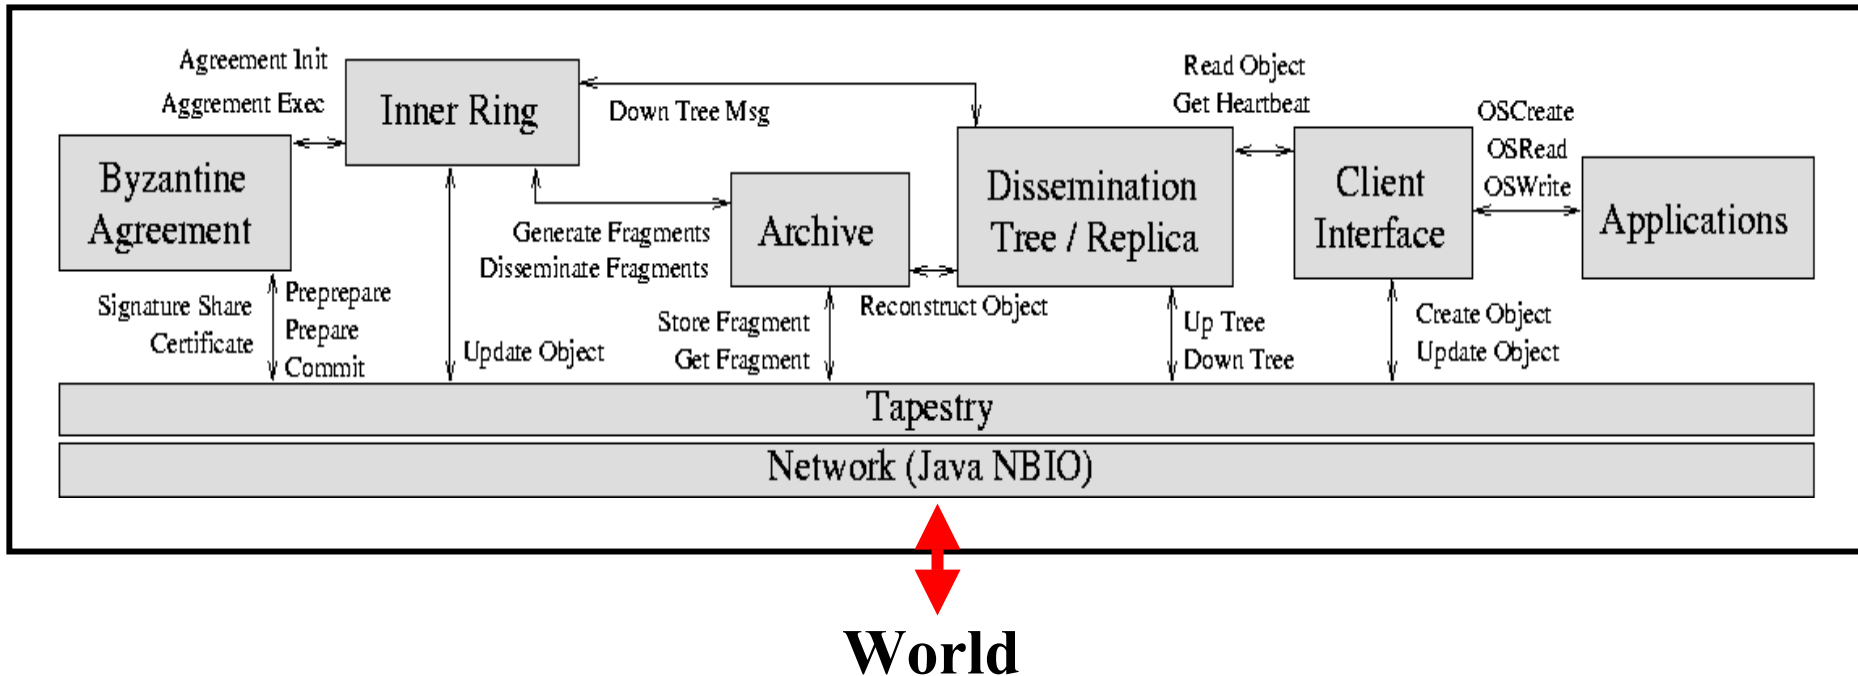 Agreement Init
Aggrement Exec
Inner Ring
Down Tree Msg
Read Object
Get Heartbeat
OSCreate
OSRead
OSWrite
Byzantine
Agreement
Generate Fragments
Disseminate Fragments
Archive
Dissemination
Tree / Replica
Client
Interface
Applications
Signature Share
Certificate
Preprepare
Prepare
Commit
Update Object
Store Fragment
Get Fragment
Reconstruct Object
Up Tree
Down Tree
Create Object
Update Object
Tapestry
Network (Java NBIO)
World